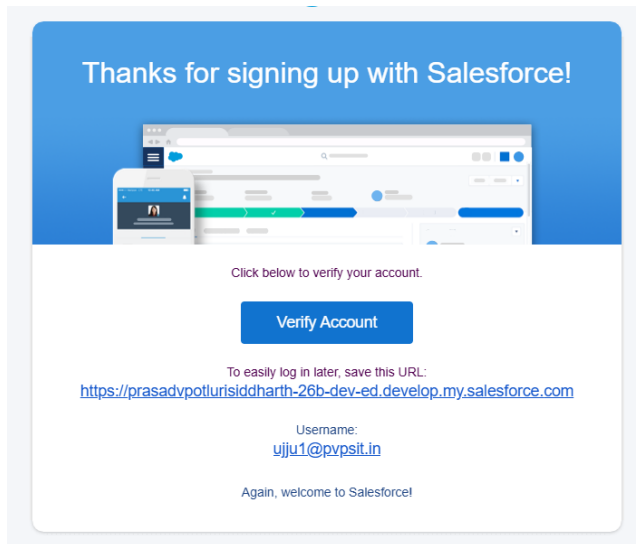 Thanks for signing up with Salesforce!
Click below to verify your account.
Verify Account
To easily log in later, save this URL:
https://prasadvpotlurisiddharth-26b-dev-ed.develop.my.salesforce.com
Username:
ujju1@pvpsit.in
Again, welcome to Salesforce!